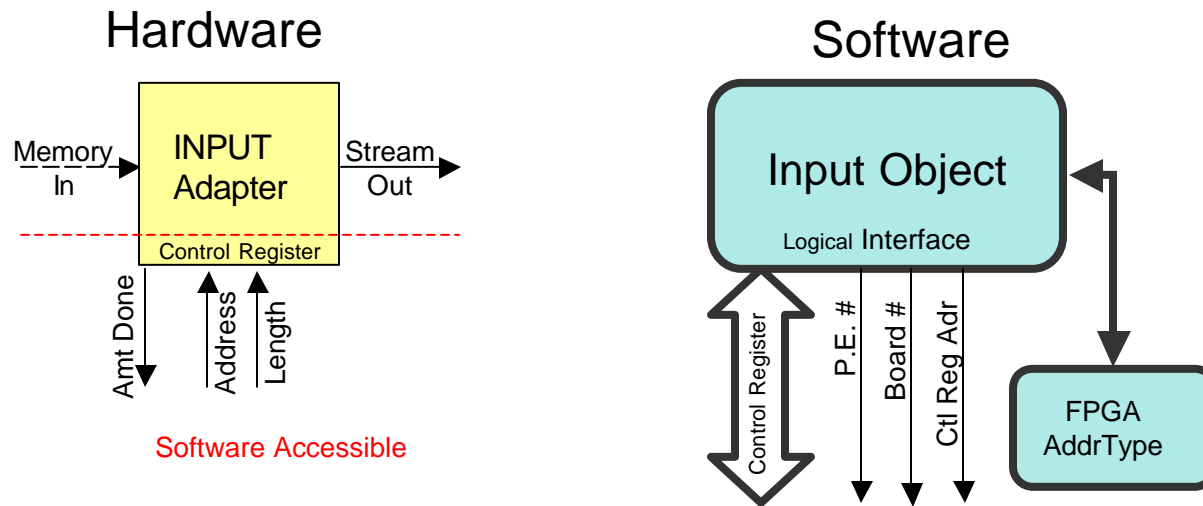 Hardware
Memory
In
INPUT
Adapter
Stream
Out
Control Register
Amt Done
Address
Length
Software Accessible
Software
Input Object
Logical Interface
Control Register
P.E. #
Board #
Ctl Reg Adr
FPGA
AddrType